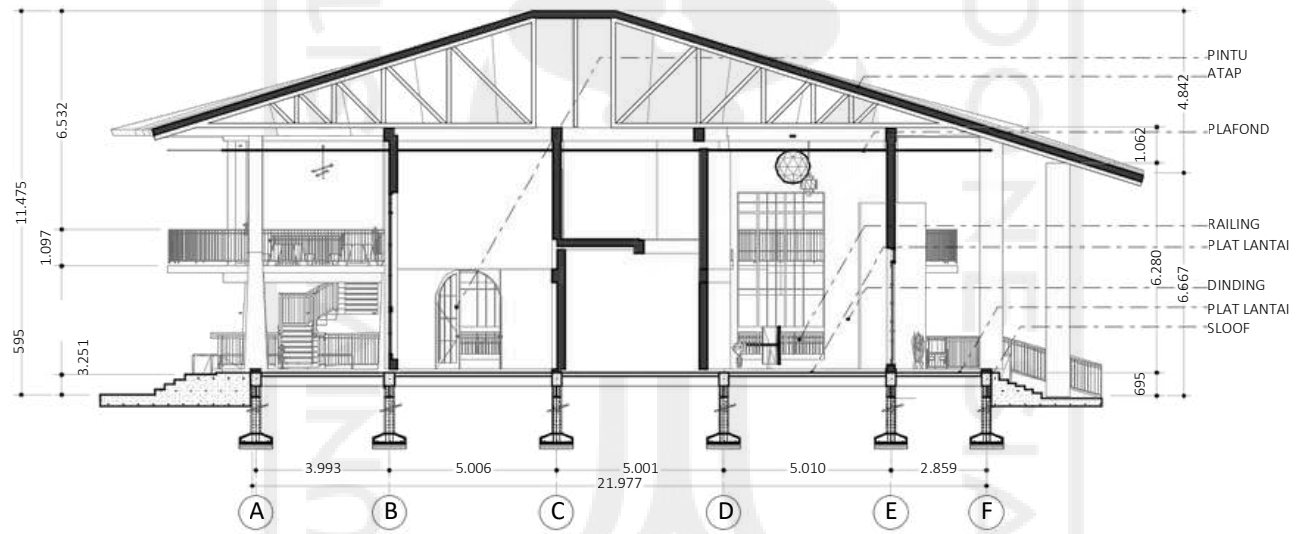 PINTU
ATAP
PLAFOND
RAILING
PLAT LANTAI
DINDING
PLAT LANTAI
SLOOF
6.532
11.475
1.097
595
3.251
4.842
1.062
6.280
6.667
695
3.993 5.006 5.001 5.010 2.859
21.977
A B C D E F